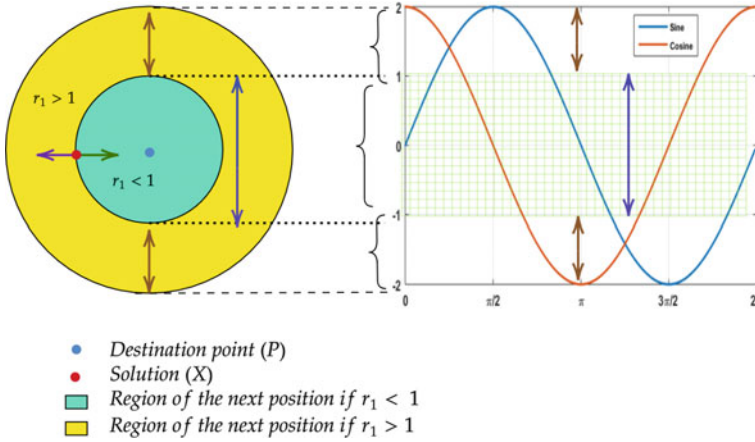 r₁ > 1
r₁ < 1
2
1
0
-1
-2
Sine
Cosine
0
π/2
π
3π/2
2
Destination point (P)
Solution (X)
Region of the next position if r₁ < 1
Region of the next position if r₁ > 1